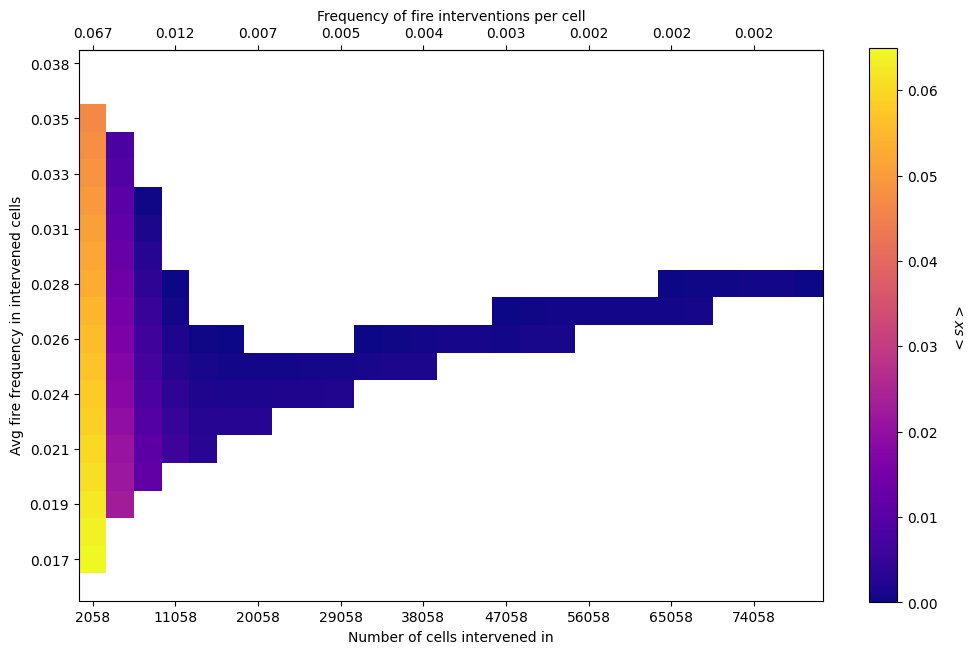 Frequency of fire interventions per cell
0.067 0.012 0.007 0.005 0.004 0.003 0.002 0.002 0.002
0.038
0.035
0.033
0.031
0.028
0.026
0.024
0.021
0.019
0.017
Avg fire frequency in intervened cells
2058 11058 20058 29058 38058 47058 56058 65058 74058
Number of cells intervened in
0.06
0.05
0.04
0.03
0.02
0.01
0.00
< sx >